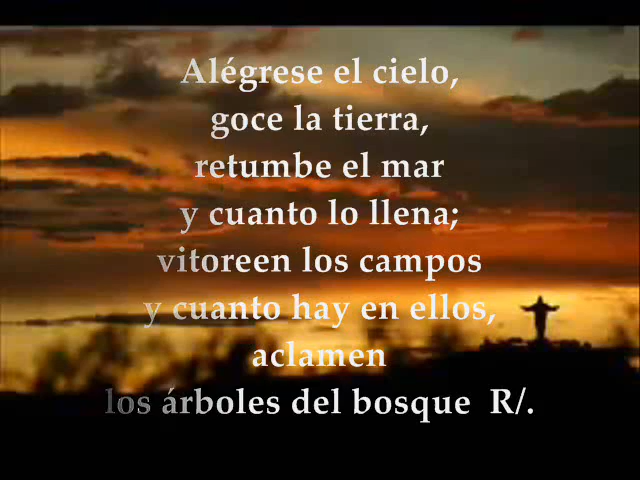 Alégrese el cielo,
goce la tierra,
retumbe el mar
y cuanto lo llena;
vitoreen los campos
y cuanto hay en ellos,
aclamen
los árboles del bosque  R/.